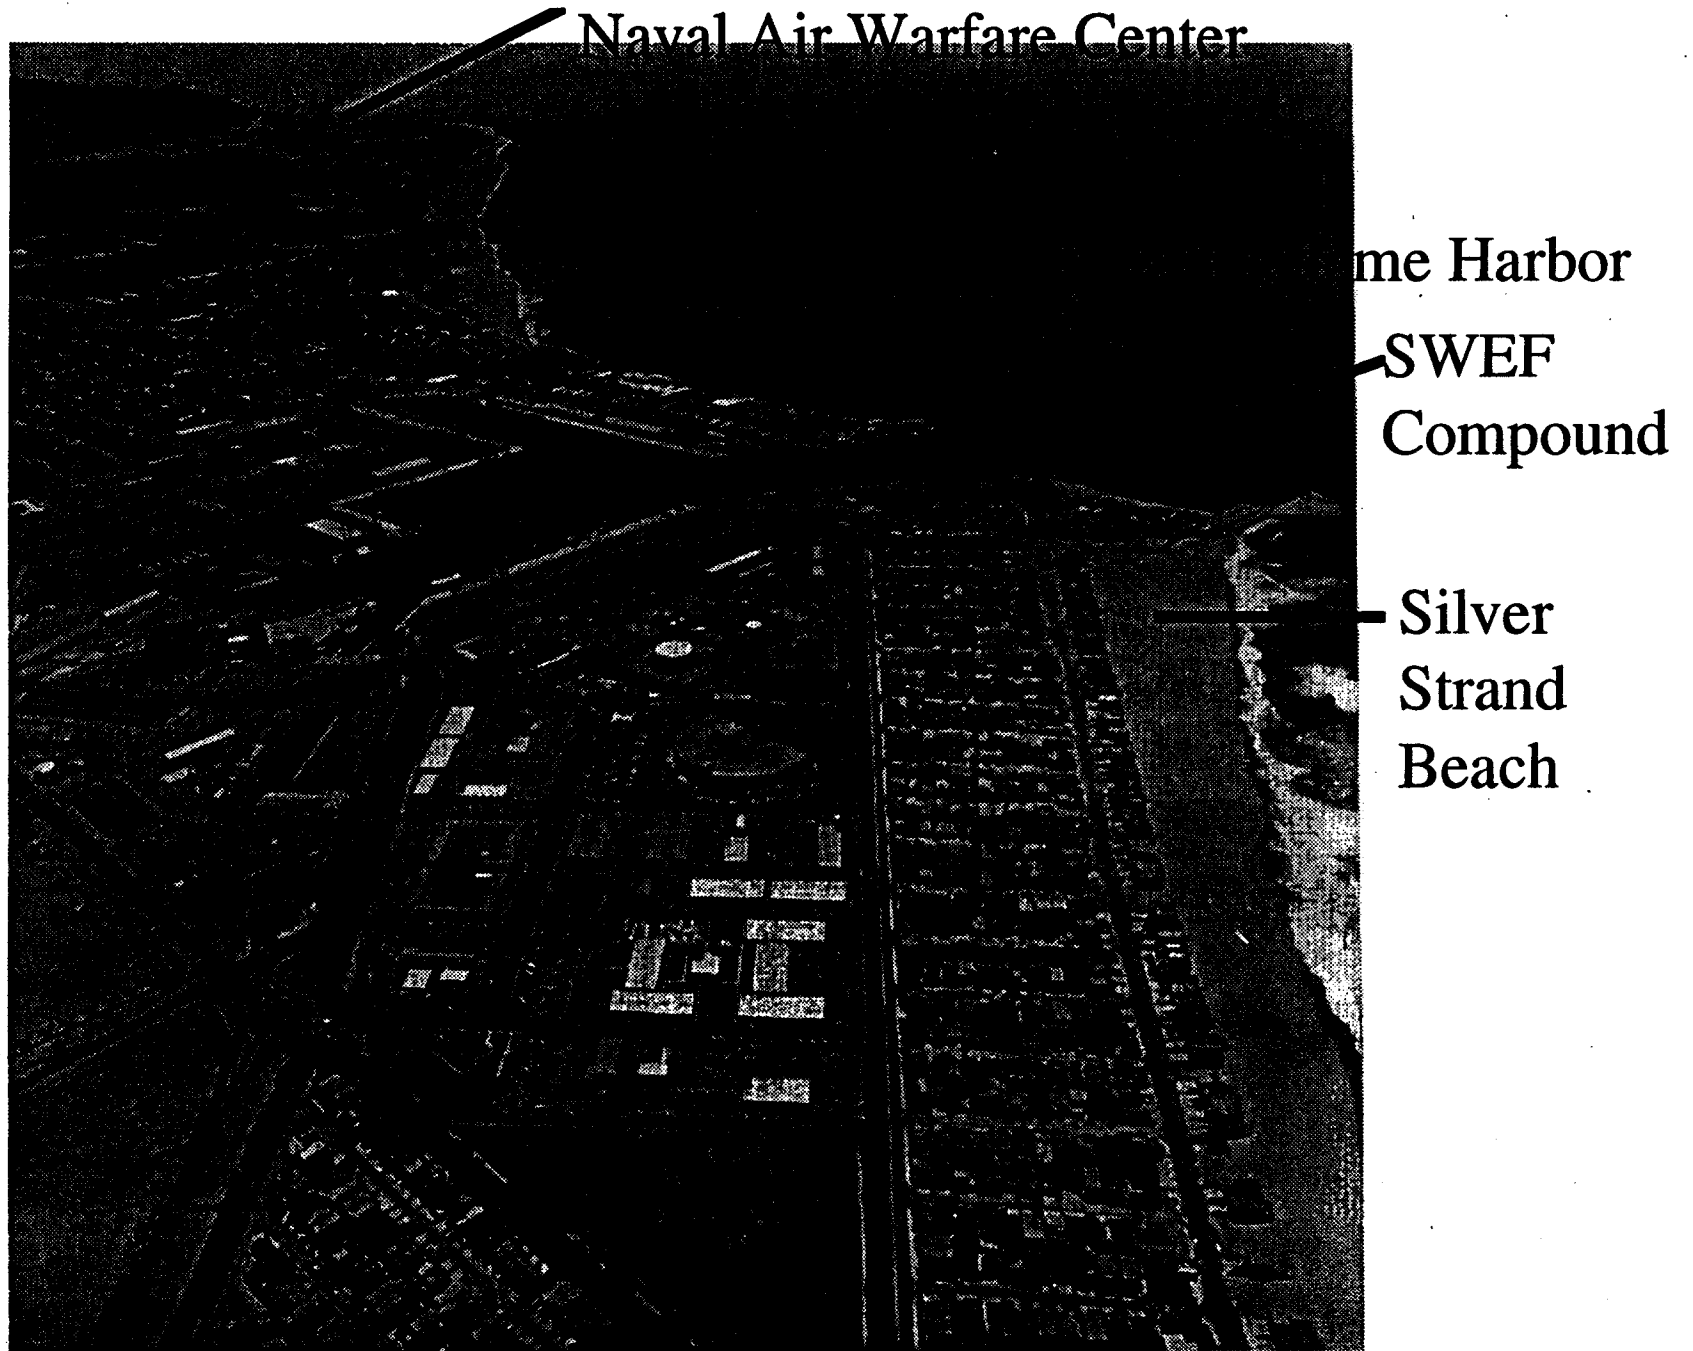 Naval Air Warfare Center
me Harbor
SWEF
Compound
Silver
Strand
Beach